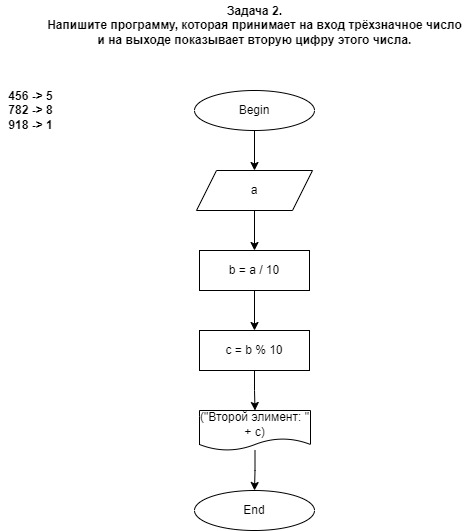 Задача 2.
Напишите программу, которая принимает на вход трёхзначное число
и на выходе показывает вторую цифру этого числа.
456 -> 5
782 -> 8
918 -> 1
Begin
a
b = a / 10
c = b % 10
("Второй элимент: "
+ c)
End